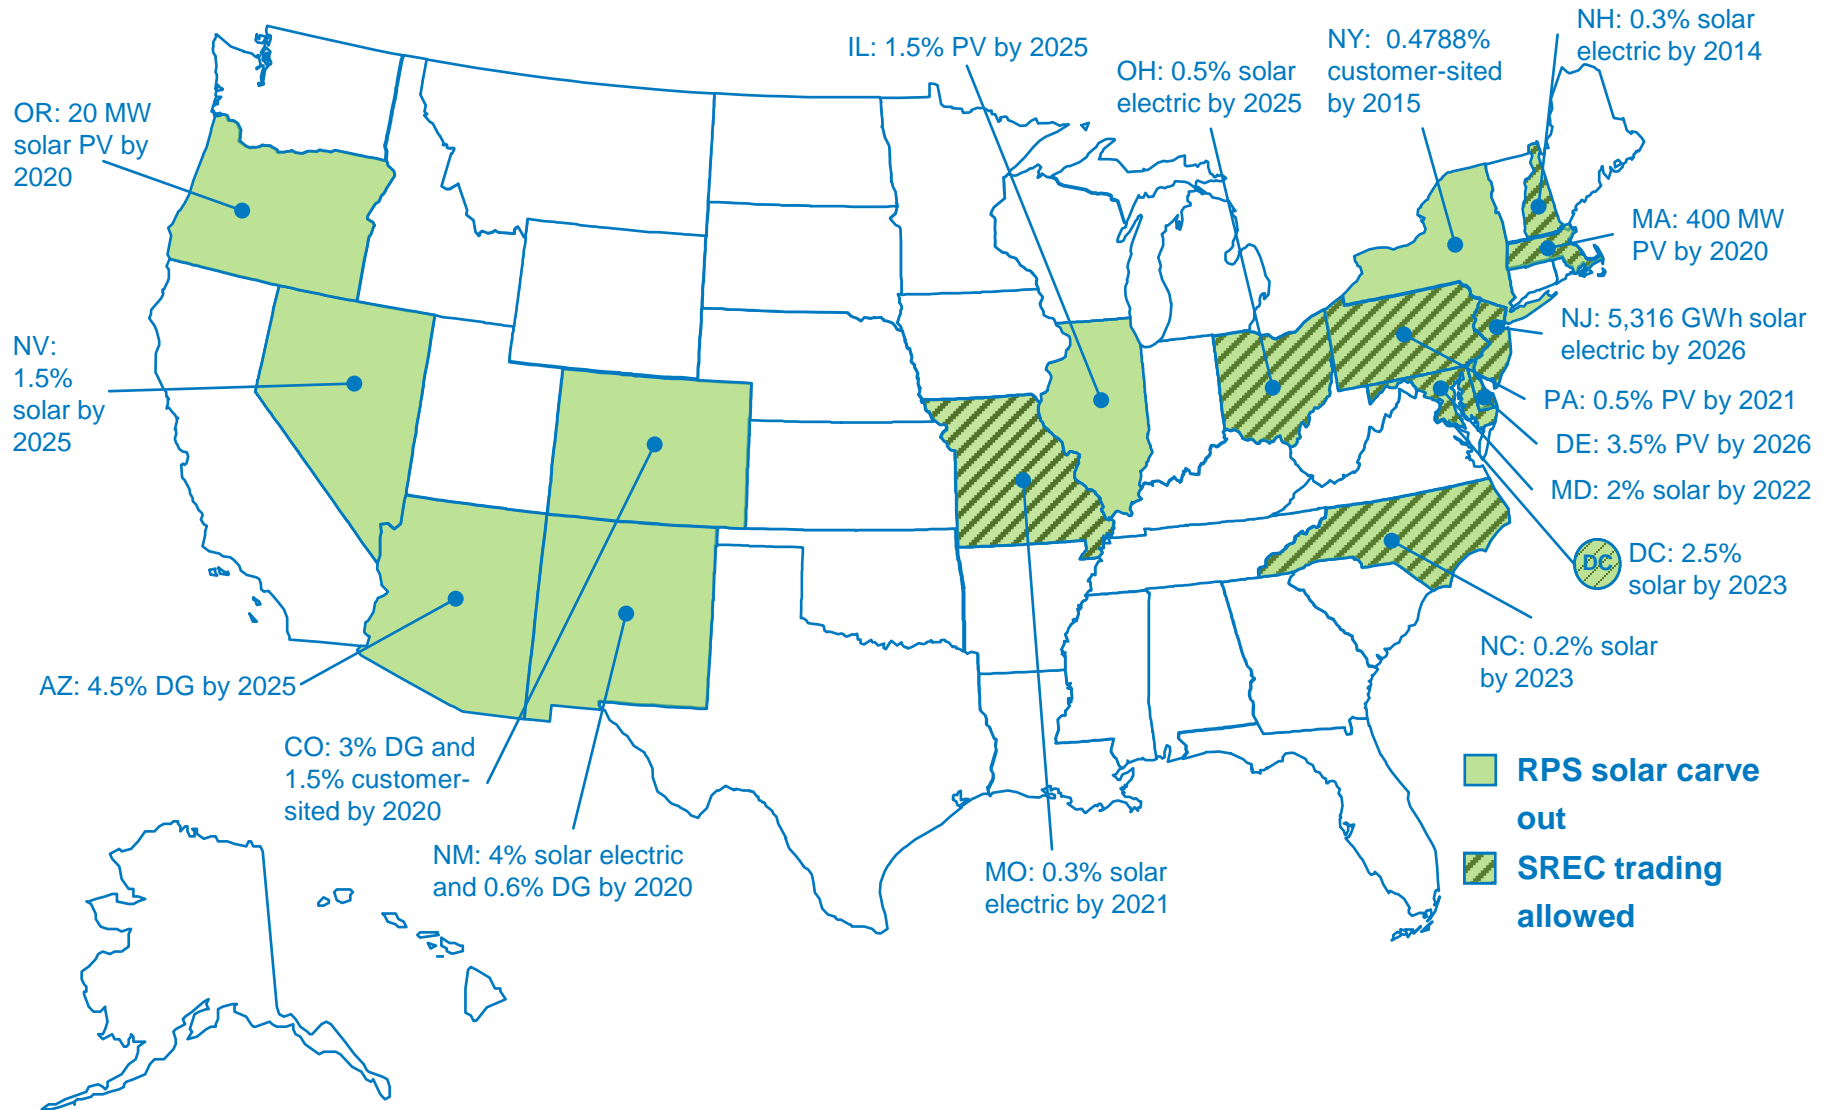 IL: 1.5% PV by 2025
OH: 0.5% solar
electric by 2025
NY:  0.4788%
customer-sited
by 2015
NH: 0.3% solar
electric by 2014
OR: 20 MW
solar PV by
2020
MA: 400 MW
PV by 2020
NJ: 5,316 GWh solar
electric by 2026
NV:
1.5%
solar by
2025
PA: 0.5% PV by 2021
DE: 3.5% PV by 2026
MD: 2% solar by 2022
DC
DC: 2.5%
solar by 2023
NC: 0.2% solar
by 2023
AZ: 4.5% DG by 2025
CO: 3% DG and
1.5% customer-
sited by 2020
NM: 4% solar electric
and 0.6% DG by 2020
MO: 0.3% solar
electric by 2021
RPS solar carve
out
SREC trading
allowed